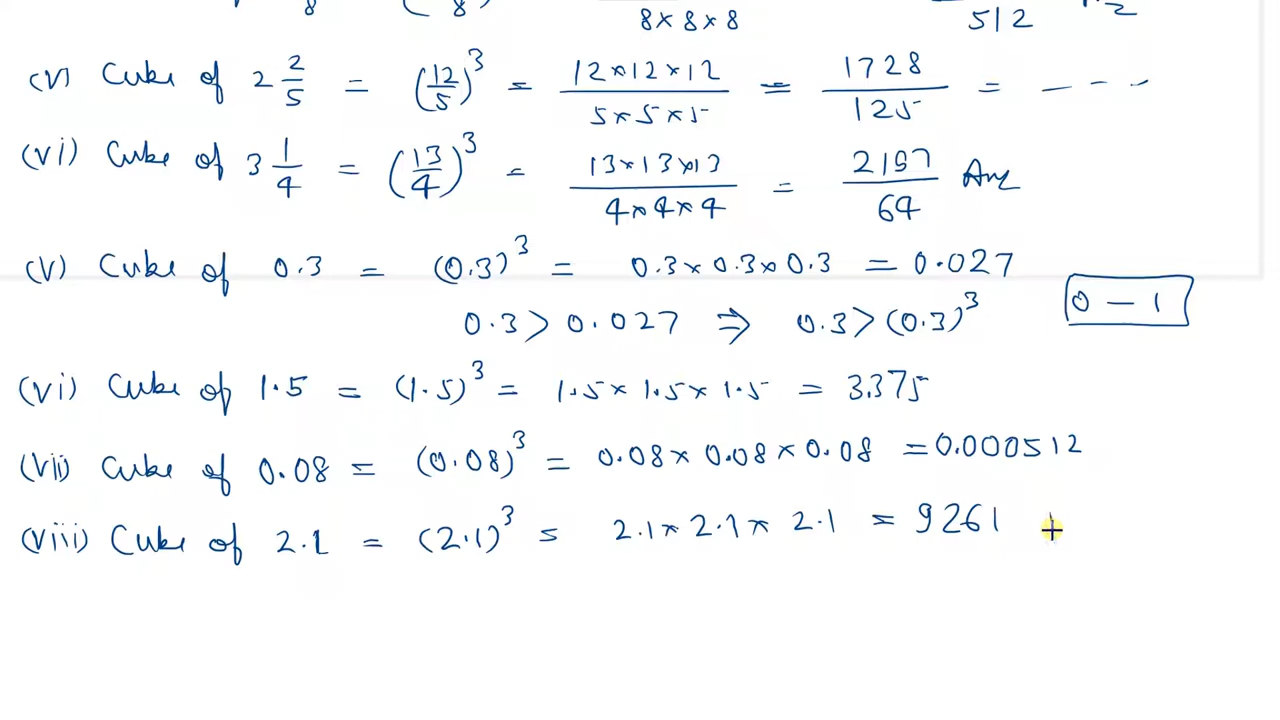 8 × 8 × 8 512
(v) Cube of 2 2/5 = (12/5)³ = 12×12×12 / 5×5×5 = 1728/125 = - - -
(vi) Cube of 3 1/4 = (13/4)³ = 13×13×13 / 4×4×4 = 2197/64 Ans
(v) Cube of 0.3 = (0.3)³ = 0.3×0.3×0.3 = 0.027
0.3 > 0.027 ⇒ 0.3 > (0.3)³ 0 – 1
(vi) Cube of 1.5 = (1.5)³ = 1.5 × 1.5 × 1.5 = 3.375
(vii) Cube of 0.08 = (0.08)³ = 0.08 × 0.08 × 0.08 = 0.000512
(viii) Cube of 2.1 = (2.1)³ = 2.1 × 2.1 × 2.1 = 9261